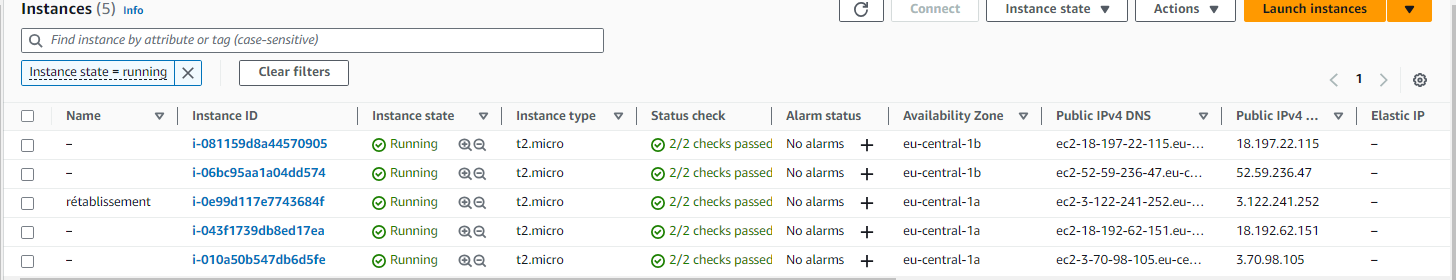 Instances (5) Info
Connect Instance state Actions Launch instances
Find instance by attribute or tag (case-sensitive)
Instance state = running Clear filters
1
Name Instance ID Instance state Instance type Status check Alarm status Availability Zone Public IPv4 DNS Public IPv4 ... Elastic IP
– i-081159d8a44570905 Running t2.micro 2/2 checks passed No alarms + eu-central-1b ec2-18-197-22-115.eu-... 18.197.22.115 –
– i-06bc95aa1a04dd574 Running t2.micro 2/2 checks passed No alarms + eu-central-1b ec2-52-59-236-47.eu-c... 52.59.236.47 –
rétablissement i-0e99d117e7743684f Running t2.micro 2/2 checks passed No alarms + eu-central-1a ec2-3-122-241-252.eu-... 3.122.241.252 –
– i-043f1739db8ed17ea Running t2.micro 2/2 checks passed No alarms + eu-central-1a ec2-18-192-62-151.eu-... 18.192.62.151 –
– i-010a50b547db6d5fe Running t2.micro 2/2 checks passed No alarms + eu-central-1a ec2-3-70-98-105.eu-ce... 3.70.98.105 –